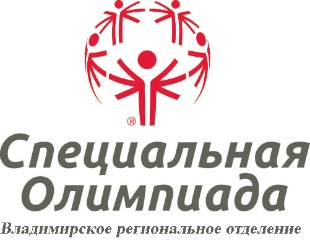 ®
Специальная
Олимпиада
Владимирское региональное отделение